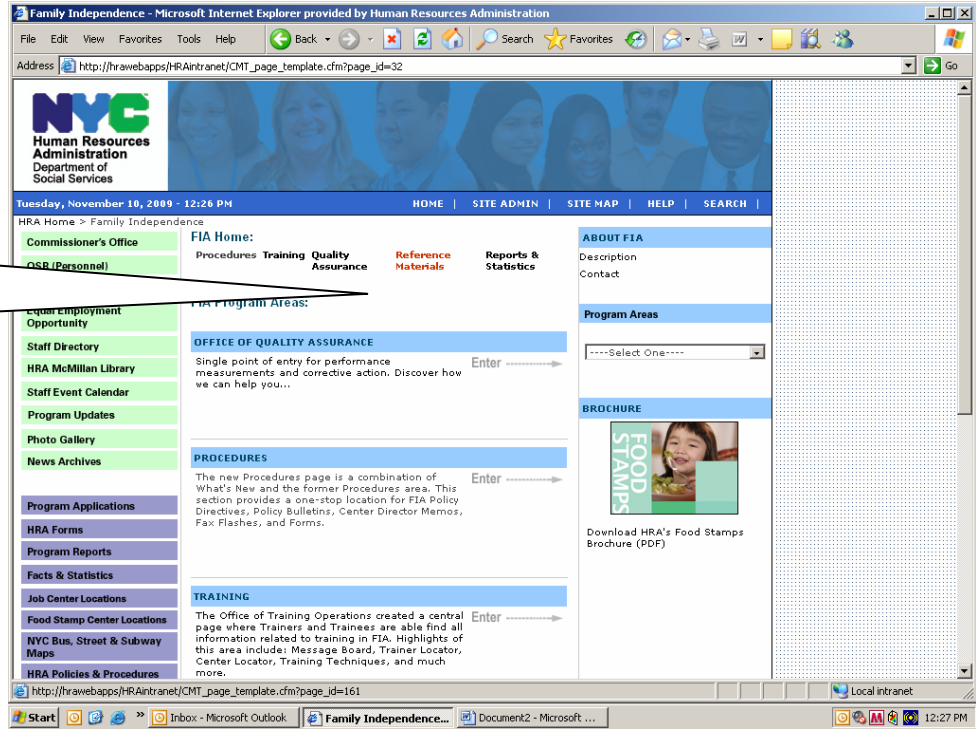 Family Independence - Microsoft Internet Explorer provided by Human Resources Administration
File Edit View Favorites Tools Help Back Search Favorites
Address http://hrawebapps/HRAintranet/CMT_page_template.cfm?page_id=32 Go
NYC
Human Resources
Administration
Department of
Social Services
Tuesday, November 10, 2009 - 12:26 PM HOME | SITE ADMIN | SITE MAP | HELP | SEARCH |
HRA Home > Family Independence
Commissioner's Office
OSR (Personnel)
Equal Employment
Opportunity
Staff Directory
HRA McMillan Library
Staff Event Calendar
Program Updates
Photo Gallery
News Archives
Program Applications
HRA Forms
Program Reports
Facts & Statistics
Job Center Locations
Food Stamp Center Locations
NYC Bus, Street & Subway
Maps
HRA Policies & Procedures
FIA Home:
Procedures Training Quality Reference Reports &
Assurance Materials Statistics
FIA Program Areas:
OFFICE OF QUALITY ASSURANCE
Single point of entry for performance
measurements and corrective action. Discover how
we can help you...
Enter
PROCEDURES
The new Procedures page is a combination of
What's New and the former Procedures area. This
section provides a one-stop location for FIA Policy
Directives, Policy Bulletins, Center Director Memos,
Fax Flashes, and Forms.
Enter
TRAINING
The Office of Training Operations created a central
page where Trainers and Trainees are able find all
information related to training in FIA. Highlights of
this area include: Message Board, Trainer Locator,
Center Locator, Training Techniques, and much
more.
Enter
ABOUT FIA
Description
Contact
Program Areas
----Select One----
BROCHURE
FOOD
STAMPS
Download HRA's Food Stamps
Brochure (PDF)
http://hrawebapps/HRAintranet/CMT_page_template.cfm?page_id=161 Local intranet
Start » Inbox - Microsoft Outlook Family Independence... Document2 - Microsoft ... 12:27 PM